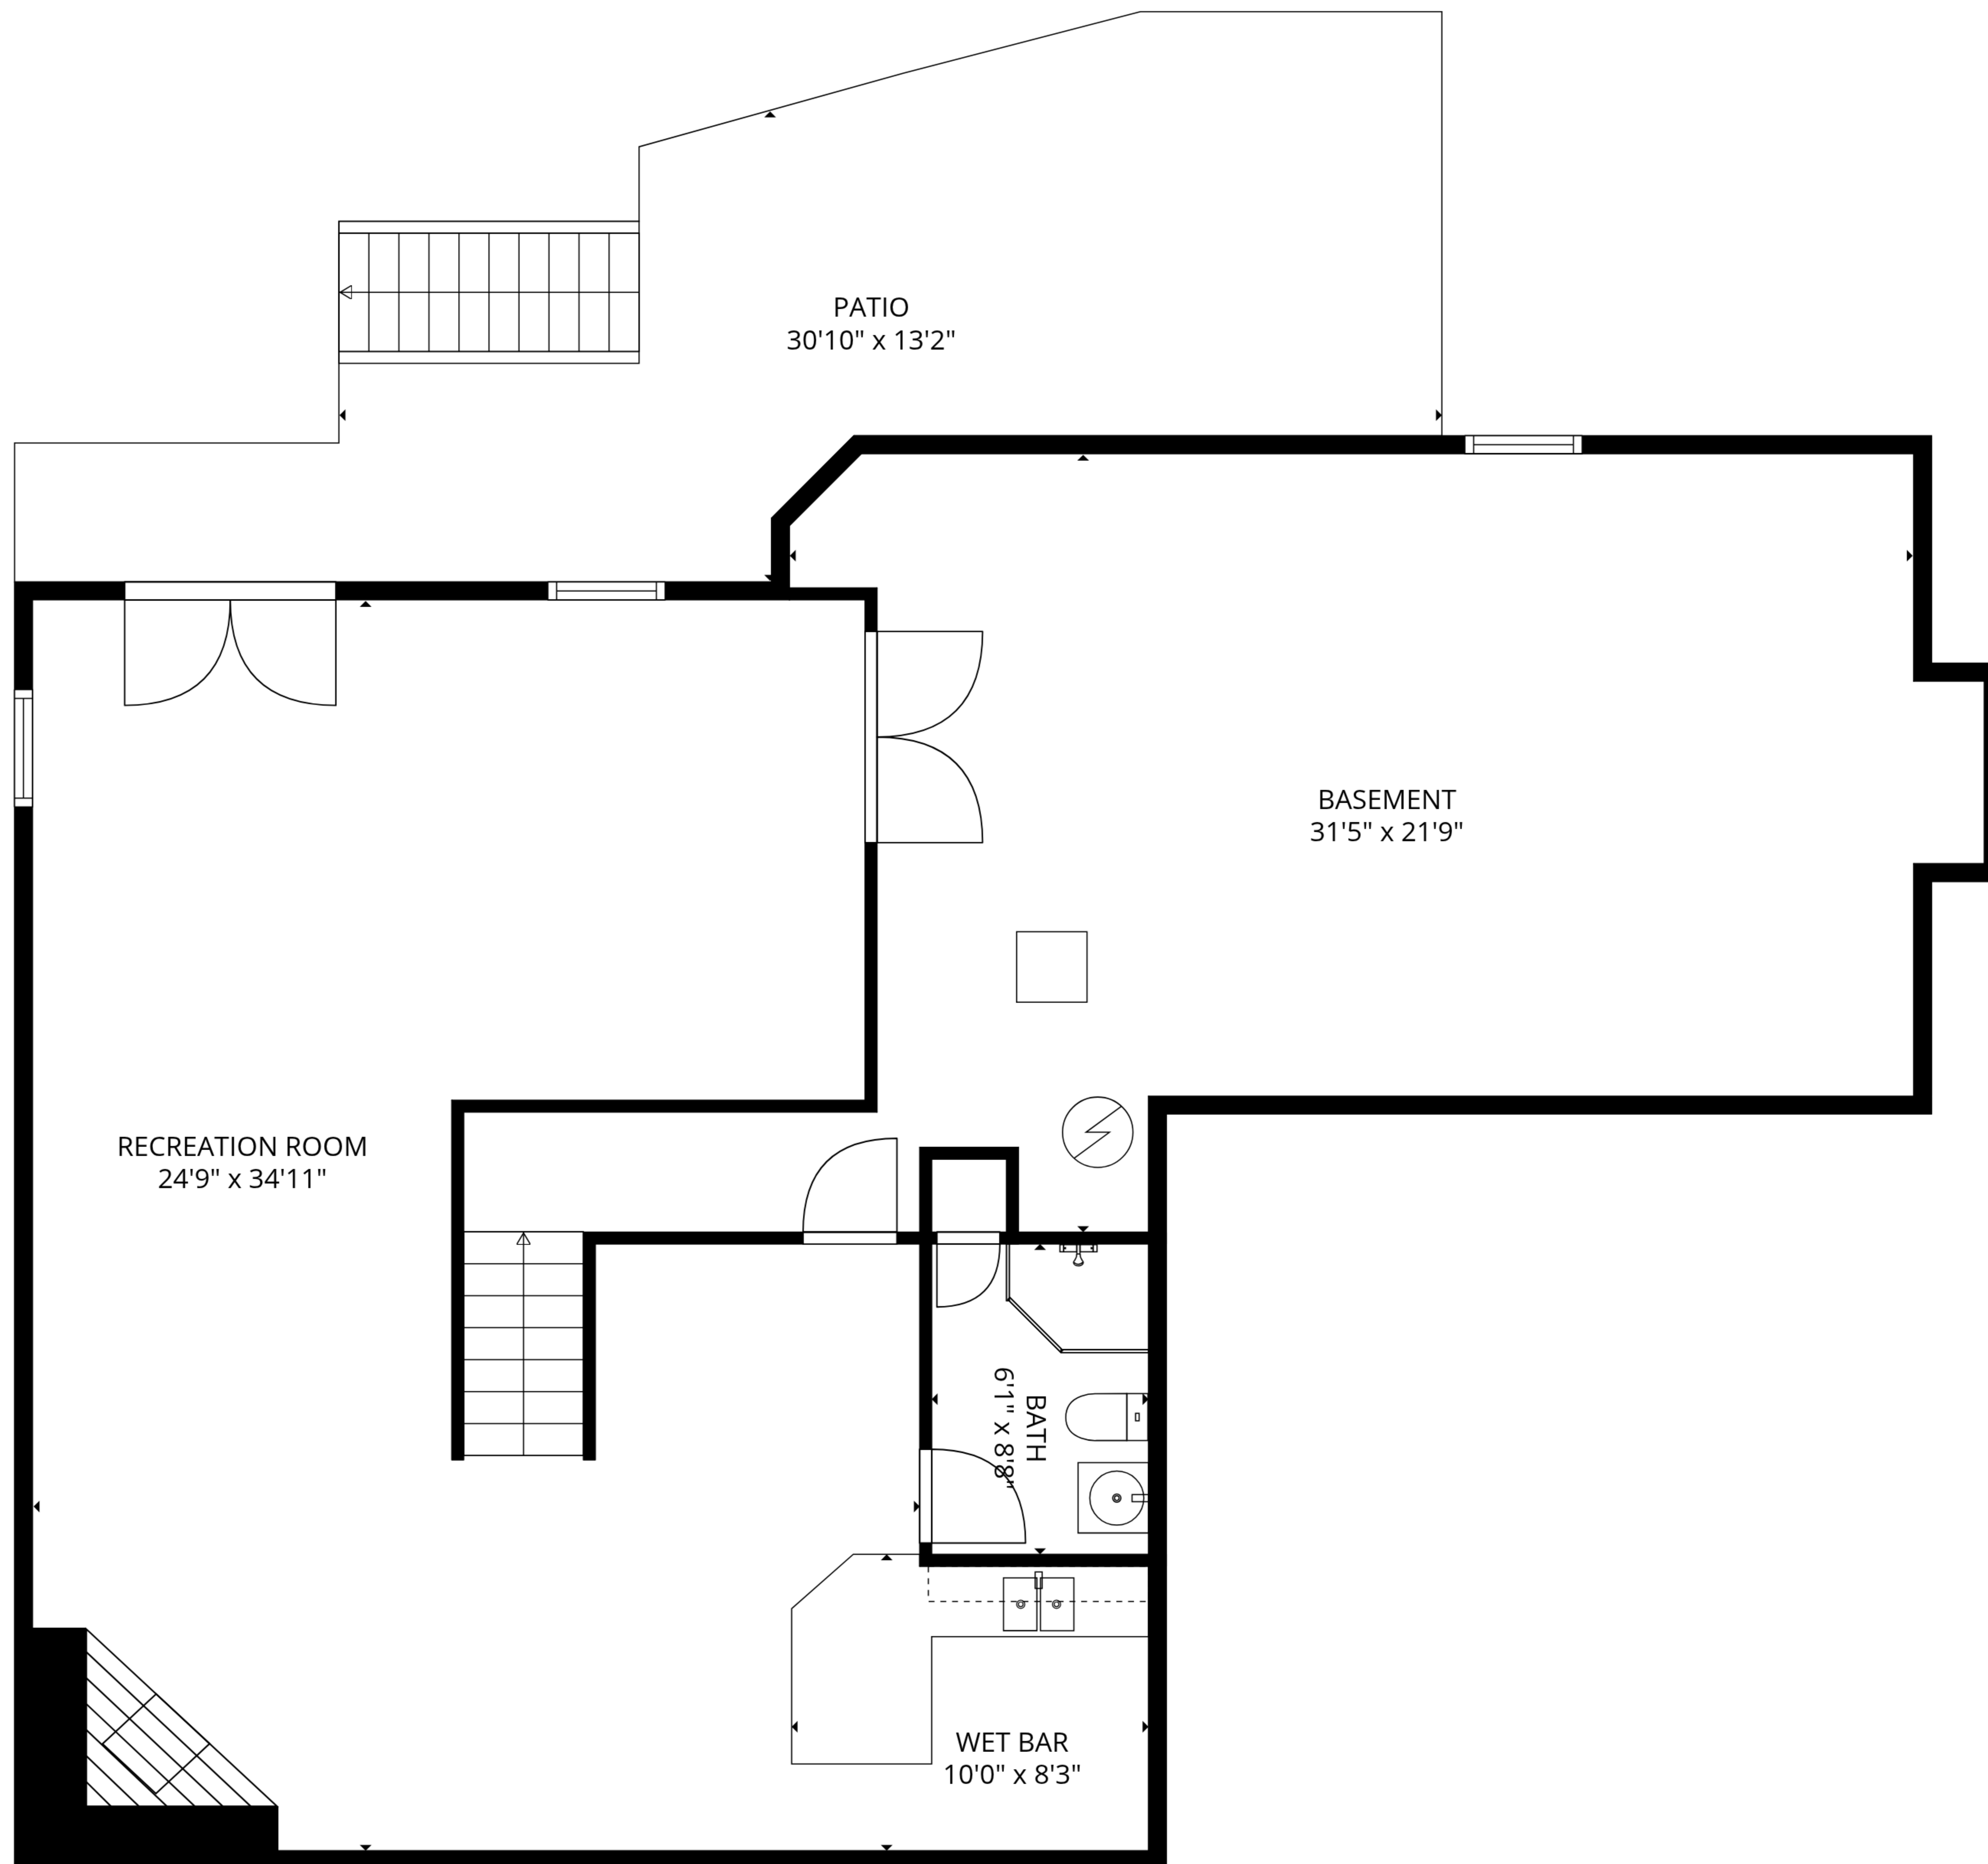 PATIO
30'10" x 13'2"
BASEMENT
31'5" x 21'9"
RECREATION ROOM
24'9" x 34'11"
BATH
6'1" x 8'8"
WET BAR
10'0" x 8'3"